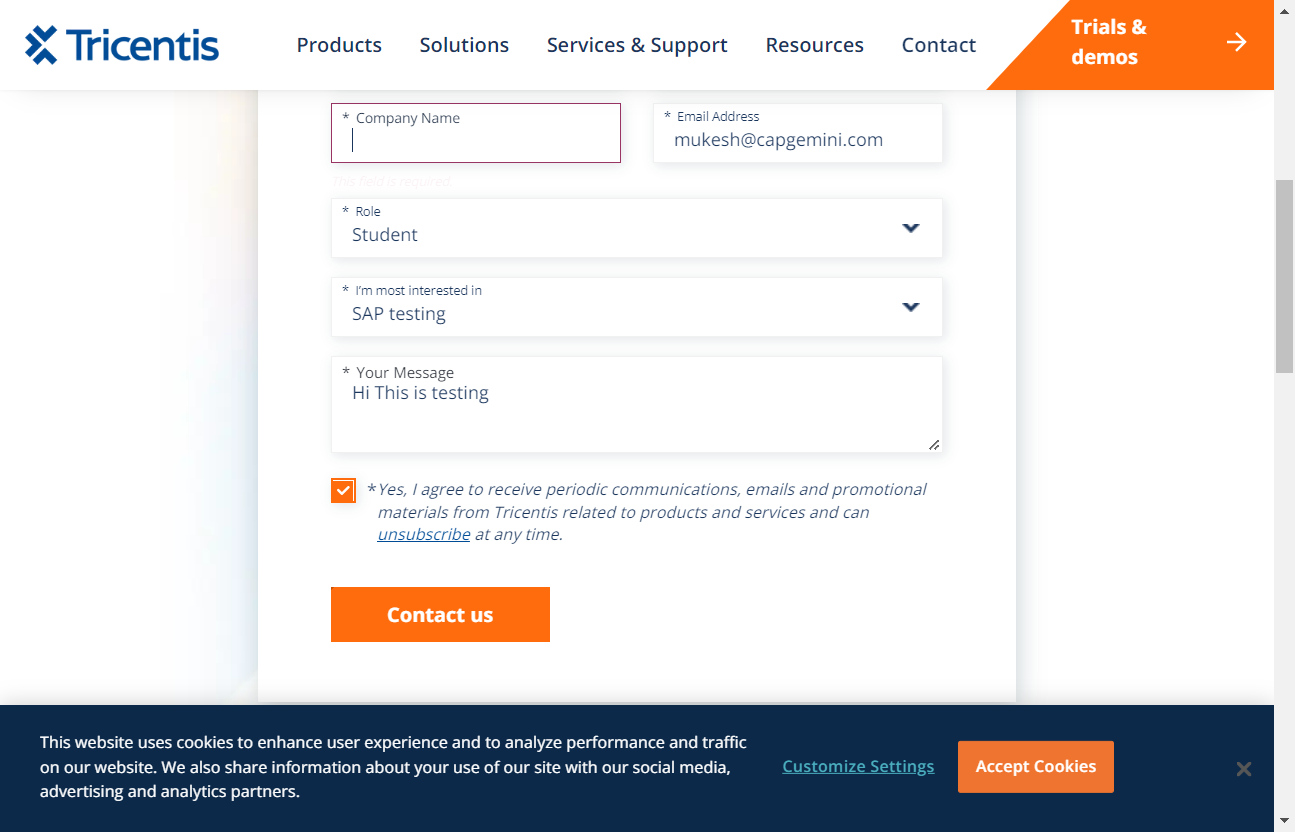 Tricentis
Products Solutions Services & Support Resources Contact
Trials &
demos
* Company Name
* Email Address
mukesh@capgemini.com
This field is required.
* Role
Student
* I'm most interested in
SAP testing
* Your Message
Hi This is testing
*Yes, I agree to receive periodic communications, emails and promotional
materials from Tricentis related to products and services and can
unsubscribe at any time.
Contact us
This website uses cookies to enhance user experience and to analyze performance and traffic
on our website. We also share information about your use of our site with our social media,
advertising and analytics partners.
Customize Settings
Accept Cookies